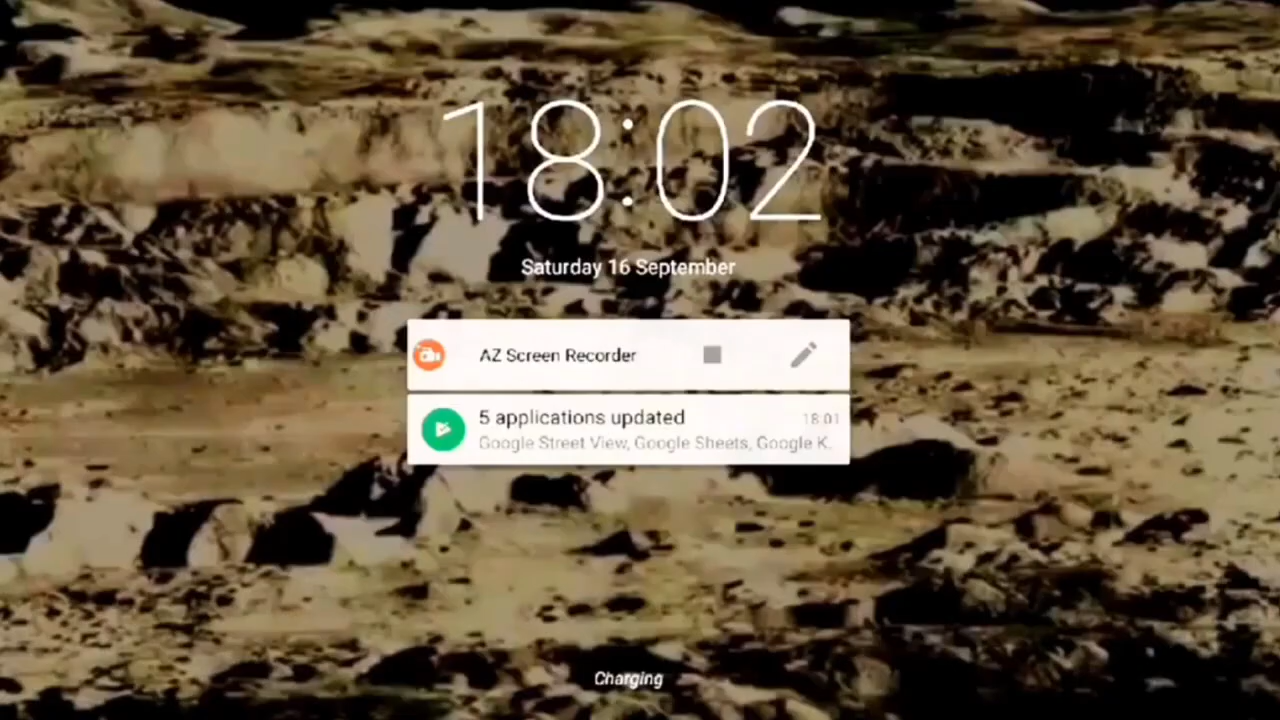 18:02
Saturday 16 September
AZ Screen Recorder
5 applications updated
18:01
Google Street View, Google Sheets, Google K.
Charging